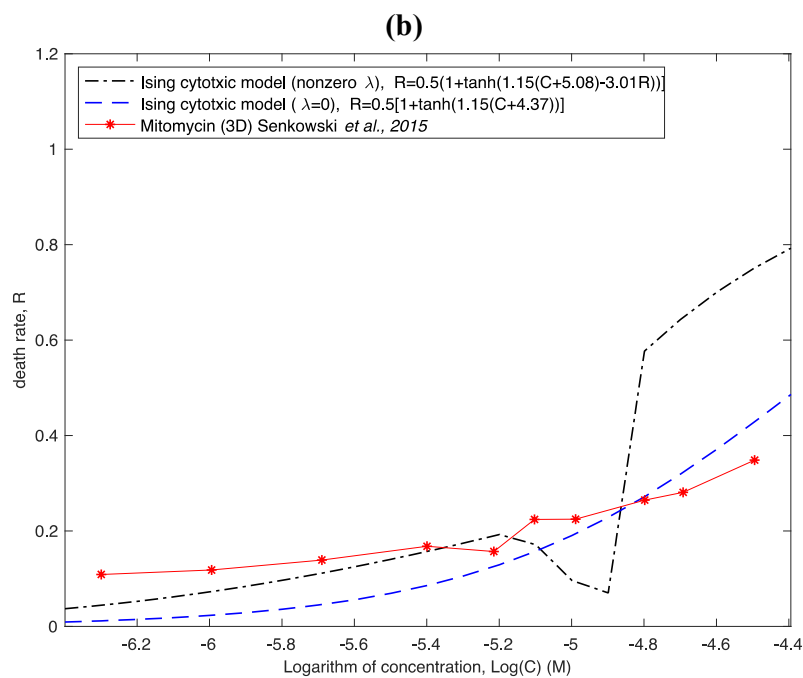 (b)
1.2
Ising cytotxic model (nonzero λ), R=0.5(1+tanh(1.15(C+5.08)-3.01R))]
Ising cytotxic model ( λ=0), R=0.5[1+tanh(1.15(C+4.37))]
Mitomycin (3D) Senkowski et al., 2015
1
0.8
0.6
0.4
0.2
0
death rate, R
-6.2 -6 -5.8 -5.6 -5.4 -5.2 -5 -4.8 -4.6 -4.4
Logarithm of concentration, Log(C) (M)